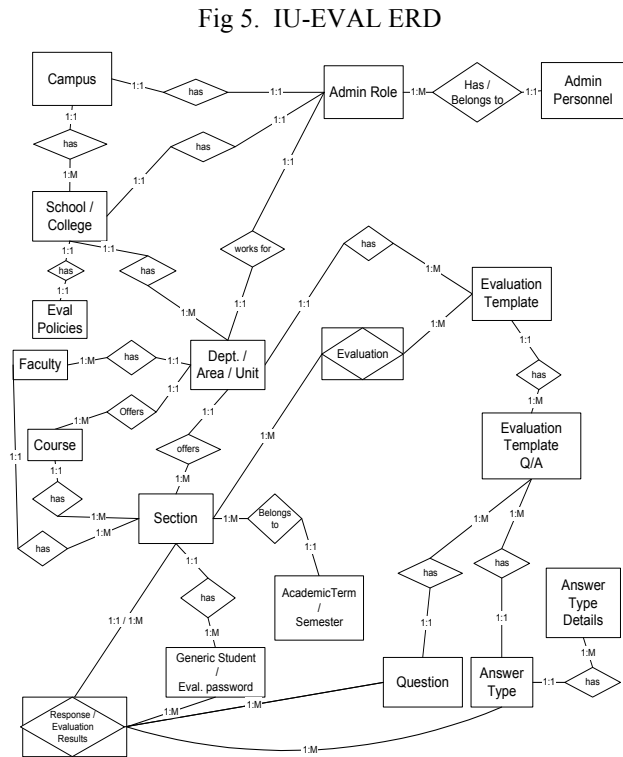 Fig 5. IU-EVAL ERD
Campus
1:1
has
1:1
Admin Role
1:M
Has /
Belongs to
1:1
Admin
Personnel
1:1
has
1:M
1:1
has
1:1
1:1
School /
College
1:1
has
1:1
Eval
Policies
1:1
has
1:M
works for
1:1
has
1:M
1:1
Evaluation
Template
1:1
has
1:M
Faculty
1:M
has
1:1
Dept. /
Area / Unit
Evaluation
1:M
1:M
Offers
1:M
1:1
Course
1:1
has
1:M
1:1
offers
1:M
Evaluation
Template
Q/A
1:1
has
1:M
Section
1:M
Belongs
to
1:1
AcademicTerm
/
Semester
1:M
has
1:1
1:M
has
1:1
Answer
Type
Details
1:M
has
1:1
1:1
has
1:M
1:1 / 1:M
Generic Student
/
Eval. password
Question
Answer
Type
Response /
Evaluation
Results
1:M
1:M
1:M